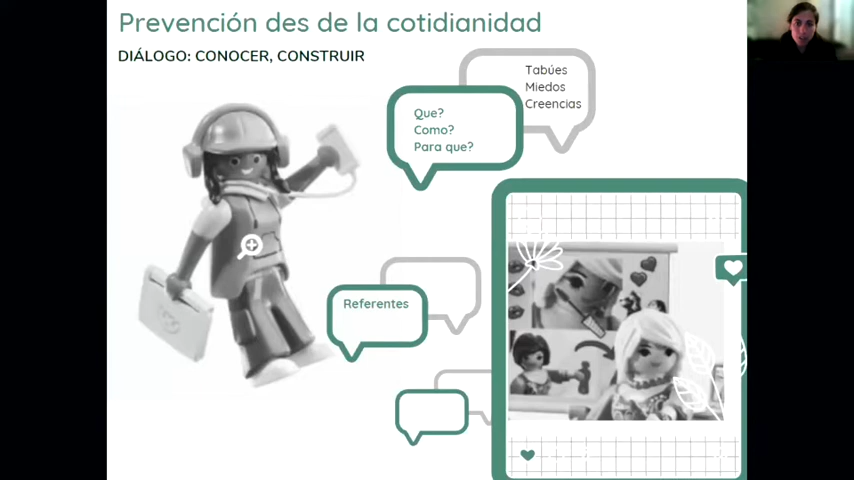 Prevención des de la cotidianidad
DIÁLOGO: CONOCER, CONSTRUIR
Tabúes
Miedos
Creencias
Que?
Como?
Para que?
Referentes